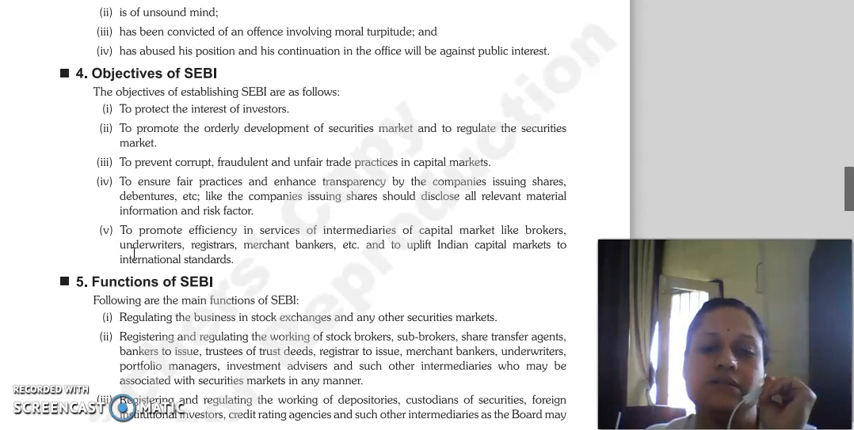 (ii) is of unsound mind;
(iii) has been convicted of an offence involving moral turpitude; and
(iv) has abused his position and his continuation in the office will be against public interest.
4. Objectives of SEBI
The objectives of establishing SEBI are as follows:
(i) To protect the interest of investors.
(ii) To promote the orderly development of securities market and to regulate the securities
market.
(iii) To prevent corrupt, fraudulent and unfair trade practices in capital markets.
(iv) To ensure fair practices and enhance transparency by the companies issuing shares,
debentures, etc; like the companies issuing shares should disclose all relevant material
information and risk factor.
(v) To promote efficiency in services of intermediaries of capital market like brokers,
underwriters, registrars, merchant bankers, etc. and to uplift Indian capital markets to
international standards.
5. Functions of SEBI
Following are the main functions of SEBI:
(i) Regulating the business in stock exchanges and any other securities markets.
(ii) Registering and regulating the working of stock brokers, sub-brokers, share transfer agents,
bankers to issue, trustees of trust deeds, registrar to issue, merchant bankers, underwriters,
portfolio managers, investment advisers and such other intermediaries who may be
associated with securities markets in any manner.
(iii) Registering and regulating the working of depositories, custodians of securities, foreign
institutional investors, credit rating agencies and such other intermediaries as the Board may
RECORDED WITH
SCREENCAST MATIC
Copy
Reproduction